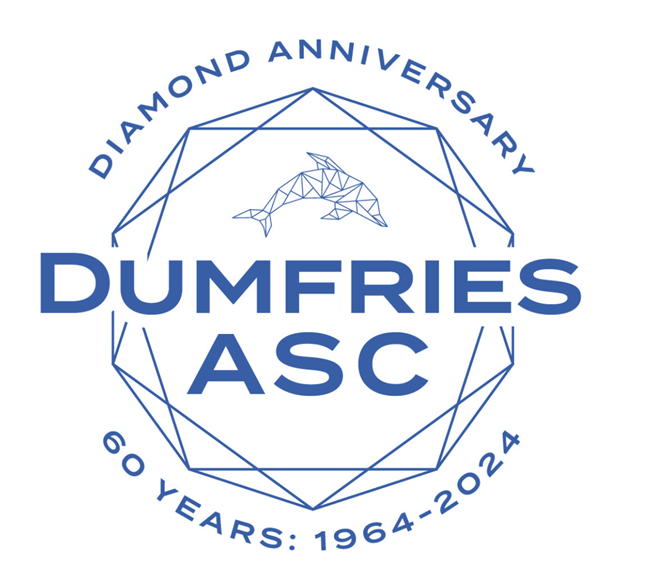 DIAMOND ANNIVERSARY
DUMFRIES
ASC
60 YEARS: 1964-2024